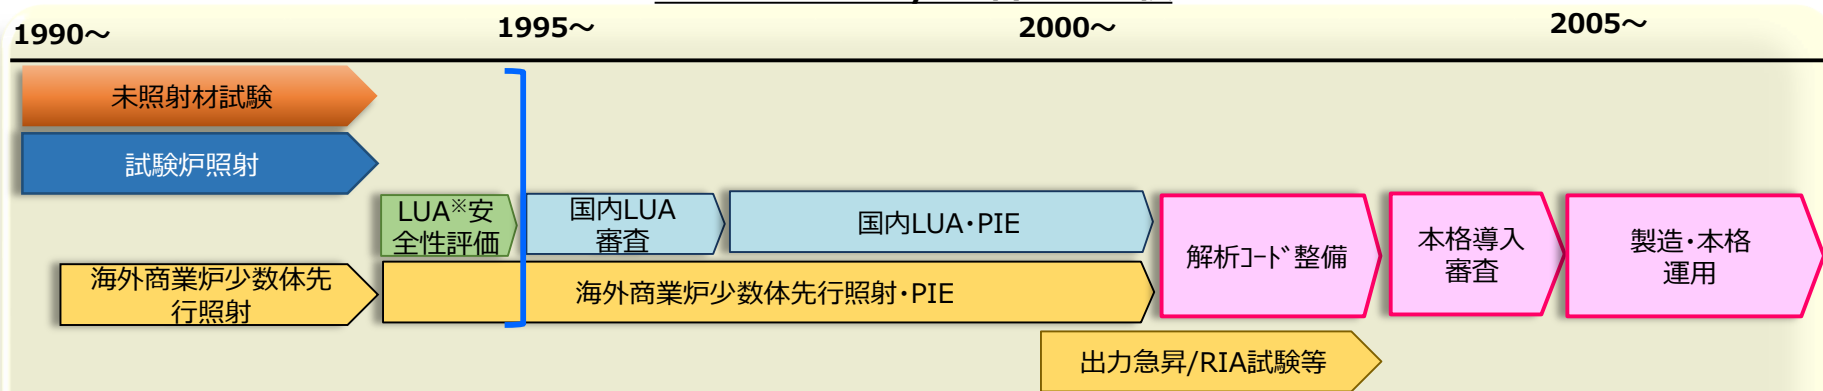 1990～
1995～
2000～
2005～
未照射材試験
試験炉照射
LUA※安
全性評価
国内LUA
審査
国内LUA・PIE
解析ｺｰﾄﾞ整備
本格導入
審査
製造・本格
運用
海外商業炉少数体先
行照射
海外商業炉少数体先行照射・PIE
出力急昇/RIA試験等